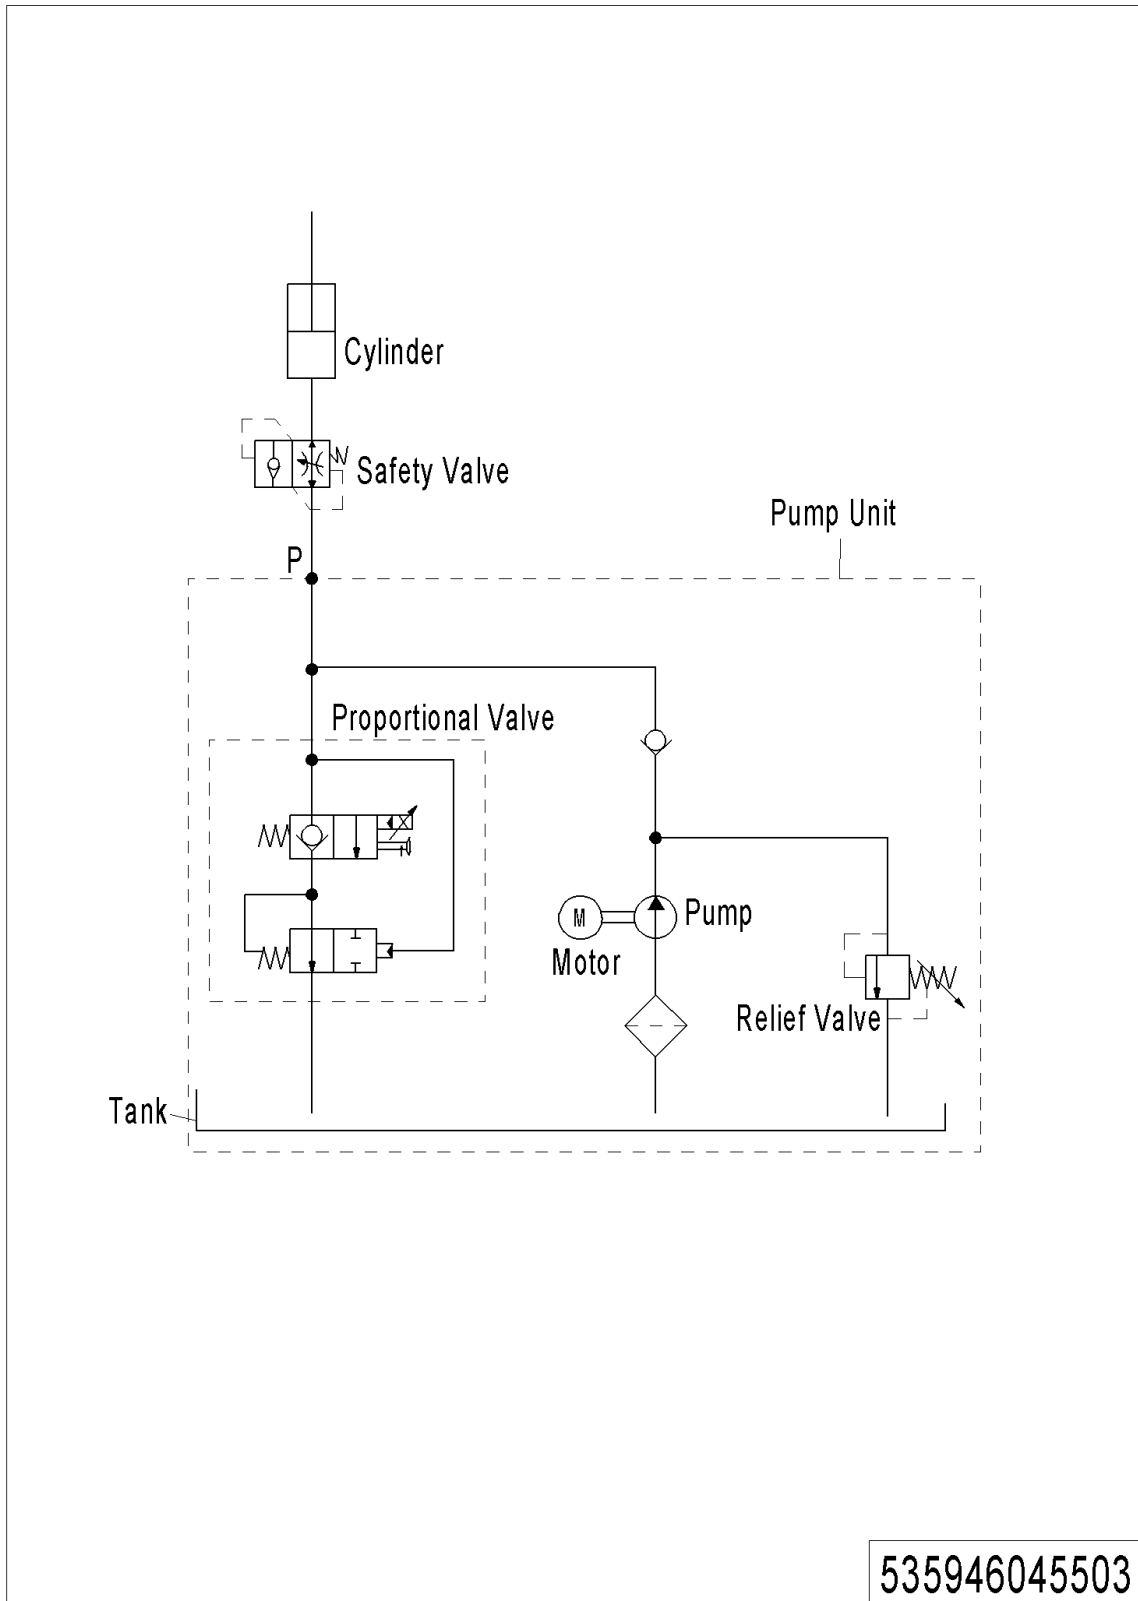 Cylinder
Safety Valve
Pump Unit
P
Proportional Valve
M
Pump
Motor
Relief Valve
Tank
535946045503